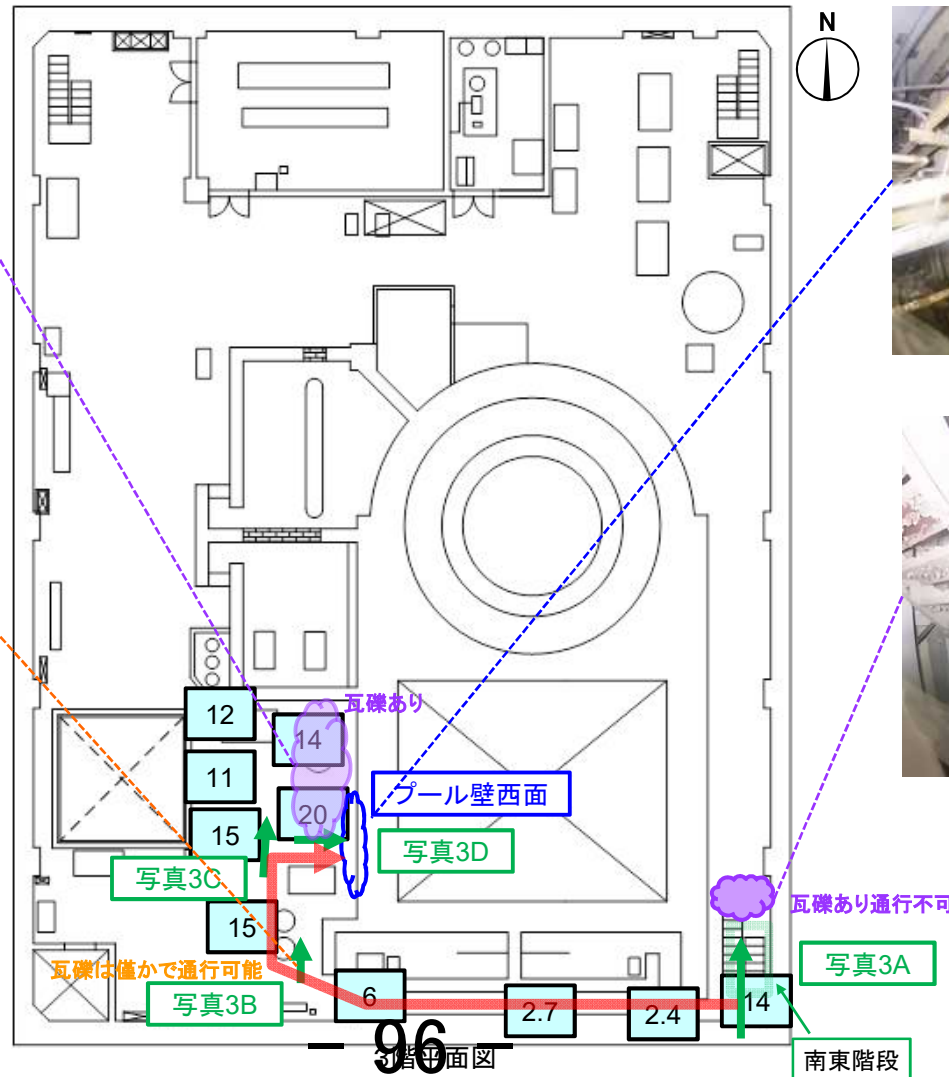 N
12
瓦礫あり
14
11
プール壁西面
20
15
写真3D
写真3C
瓦礫あり通行不可
15
瓦礫は僅かで通行可能
写真3A
6
14
写真3B
2.7
2.4
3階平面図
― 96 ―
南東階段